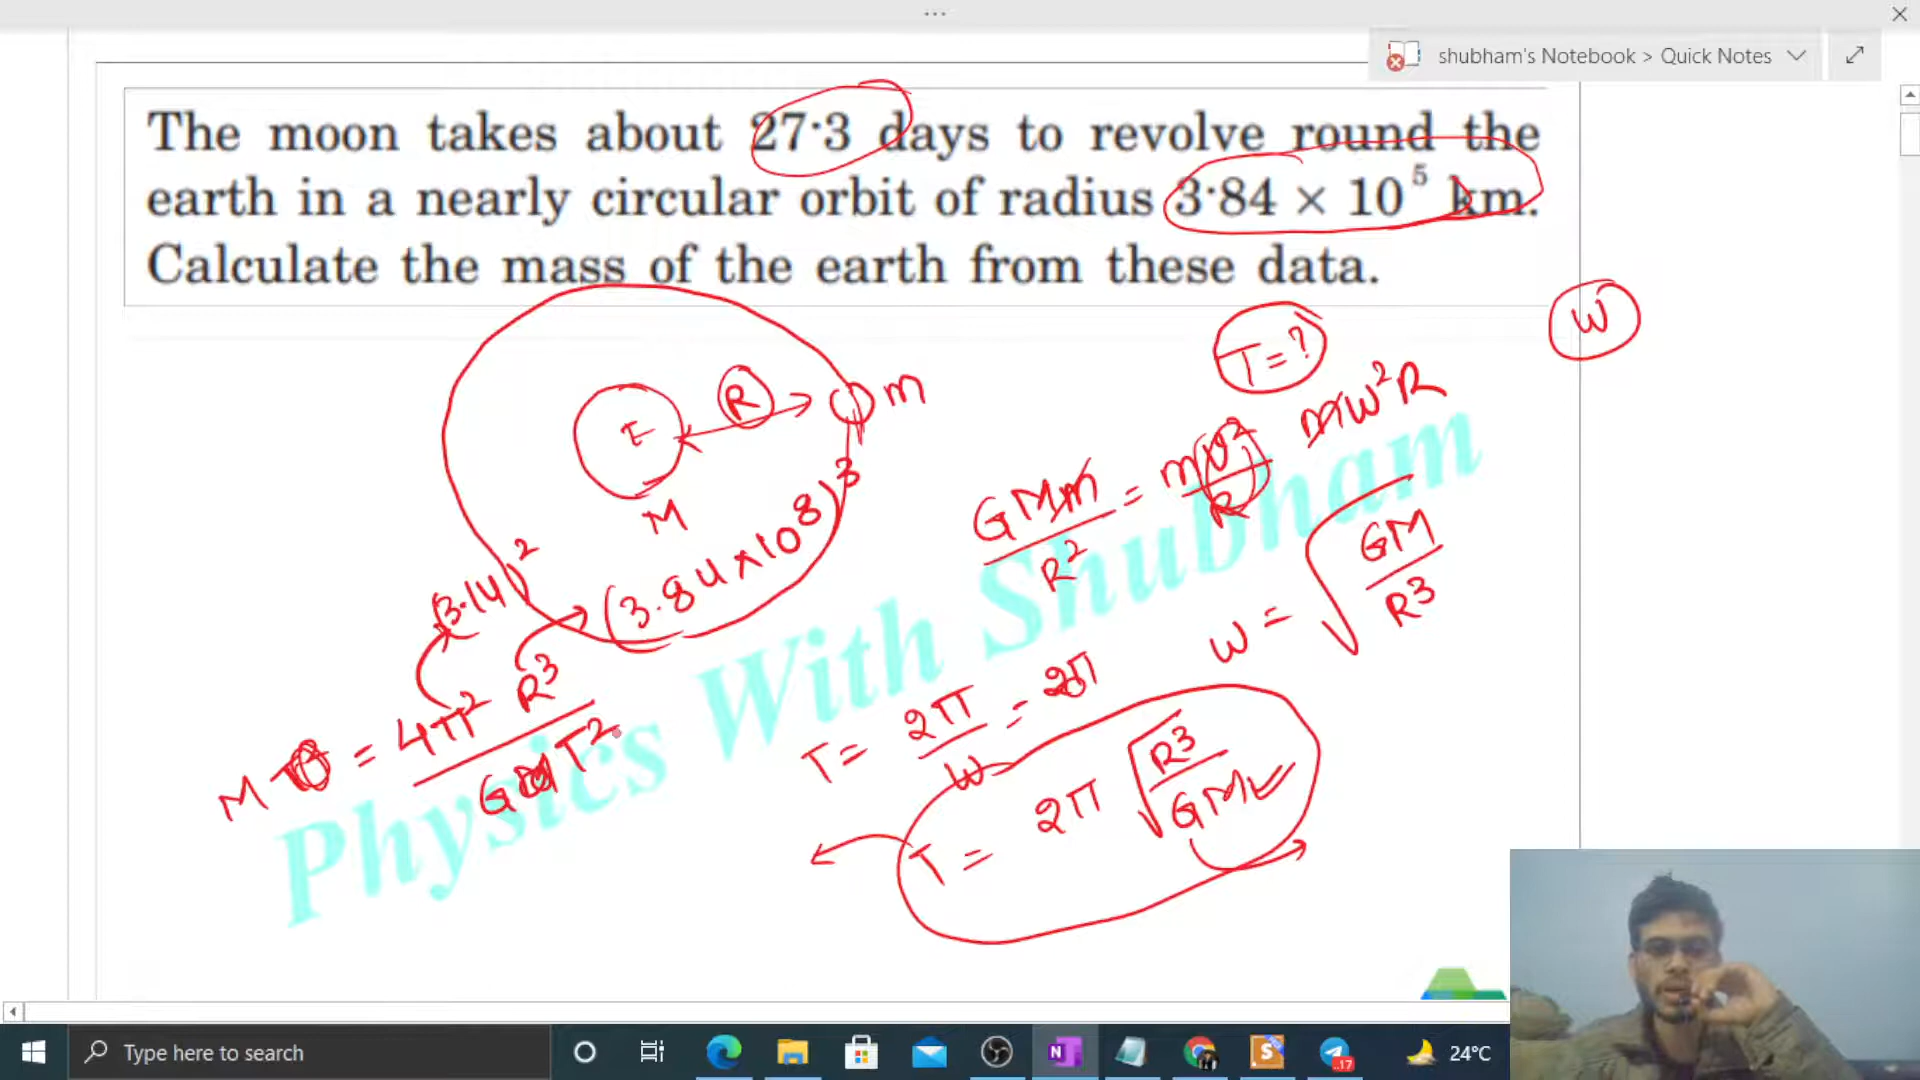 shubham's Notebook > Quick Notes
The moon takes about 27·3 days to revolve round the
earth in a nearly circular orbit of radius 3·84 × 10⁵ km.
Calculate the mass of the earth from these data.
W
T = ?
E
R
m
M
GMm/R² = mv²/R
mw²R
w = √(GM/R³)
(3.14)²
(3.84×10⁸)³
M = 4π² R³/GT²
T = 2π/w = 2π
T = 2π √(R³/GM)
Physics With Shubham
Type here to search
17
24°C